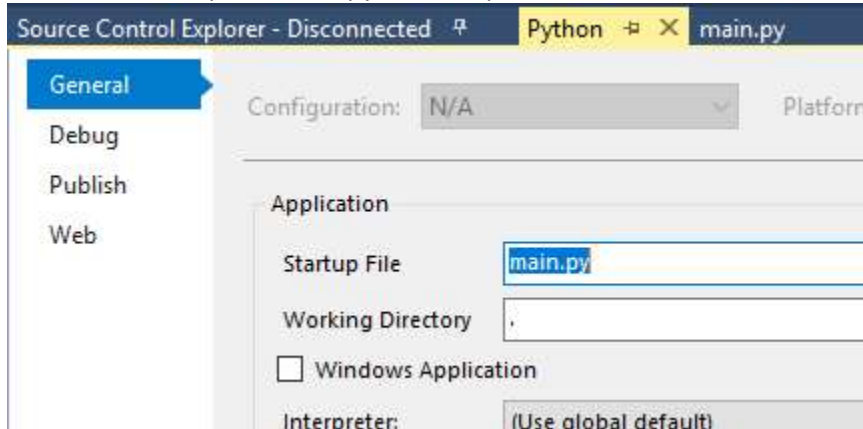 Source Control Explorer - Disconnected Python main.py
General
Configuration: N/A Platform
Debug
Publish
Application
Web
Startup File main.py
Working Directory .
Windows Application
Interpreter: (Use global default)